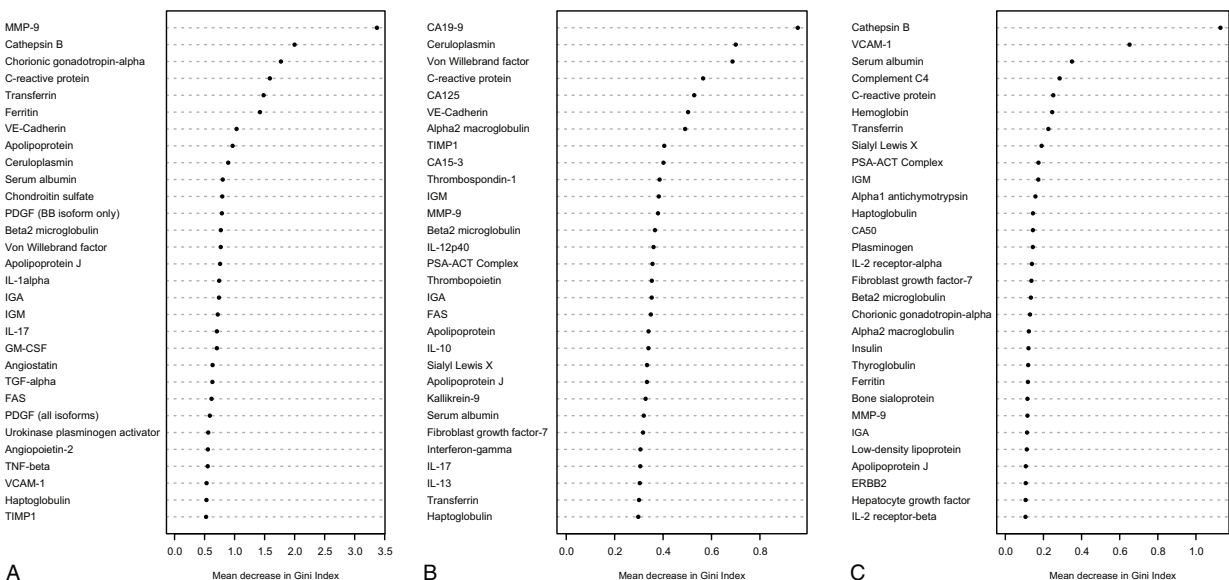 MMP-9
Cathepsin B
Chorionic gonadotropin-alpha
C-reactive protein
Transferrin
Ferritin
VE-Cadherin
Apolipoprotein
Ceruloplasmin
Serum albumin
Chondroitin sulfate
PDGF (BB isoform only)
Beta2 microglobulin
Von Willebrand factor
Apolipoprotein J
IL-1alpha
IGA
IGM
IL-17
GM-CSF
Angiostatin
TGF-alpha
FAS
PDGF (all isoforms)
Urokinase plasminogen activator
Angiopoietin-2
TNF-beta
VCAM-1
Haptoglobulin
TIMP1
0.0 0.5 1.0 1.5 2.0 2.5 3.0 3.5
A
Mean decrease in Gini Index
CA19-9
Ceruloplasmin
Von Willebrand factor
C-reactive protein
CA125
VE-Cadherin
Alpha2 macroglobulin
TIMP1
CA15-3
Thrombospondin-1
IGM
MMP-9
Beta2 microglobulin
IL-12p40
PSA-ACT Complex
Thrombopoietin
IGA
FAS
Apolipoprotein
IL-10
Sialyl Lewis X
Apolipoprotein J
Kallikrein-9
Serum albumin
Fibroblast growth factor-7
Interferon-gamma
IL-17
IL-13
Transferrin
Haptoglobulin
0.0 0.2 0.4 0.6 0.8
B
Mean decrease in Gini Index
Cathepsin B
VCAM-1
Serum albumin
Complement C4
C-reactive protein
Hemoglobin
Transferrin
Sialyl Lewis X
PSA-ACT Complex
IGM
Alpha1 antichymotrypsin
Haptoglobulin
CA50
Plasminogen
IL-2 receptor-alpha
Fibroblast growth factor-7
Beta2 microglobulin
Chorionic gonadotropin-alpha
Alpha2 macroglobulin
Insulin
Thyroglobulin
Ferritin
Bone sialoprotein
MMP-9
IGA
Low-density lipoprotein
Apolipoprotein J
ERBB2
Hepatocyte growth factor
IL-2 receptor-beta
0.0 0.2 0.4 0.6 0.8 1.0
C
Mean decrease in Gini Index